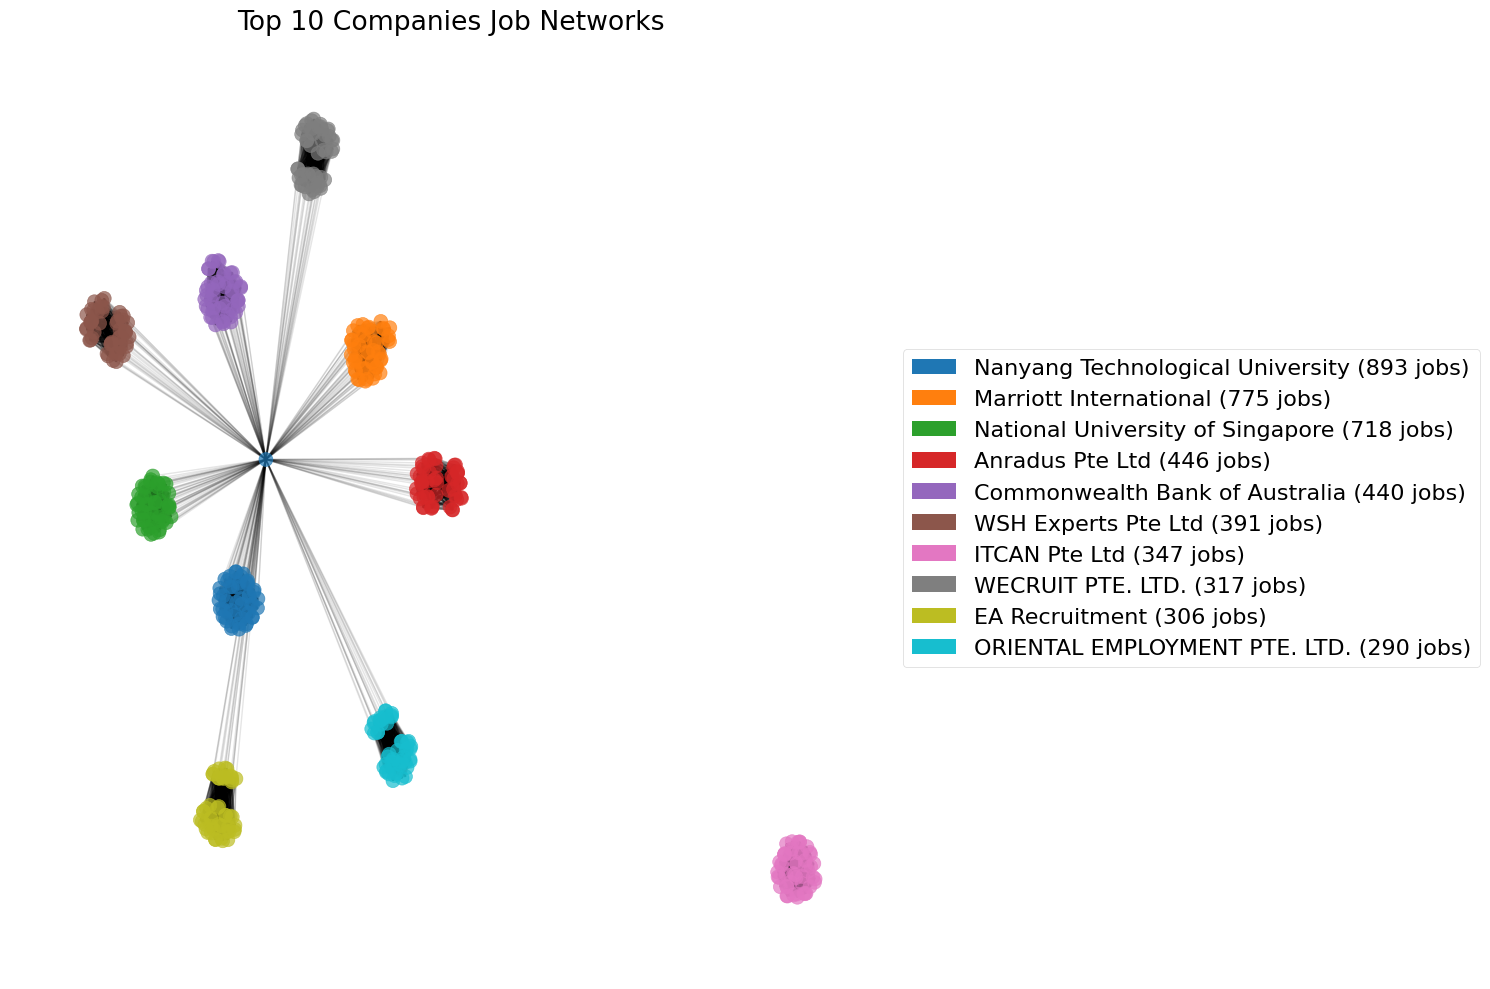 Top 10 Companies Job Networks
Nanyang Technological University (893 jobs)
Marriott International (775 jobs)
National University of Singapore (718 jobs)
Anradus Pte Ltd (446 jobs)
Commonwealth Bank of Australia (440 jobs)
WSH Experts Pte Ltd (391 jobs)
ITCAN Pte Ltd (347 jobs)
WECRUIT PTE. LTD. (317 jobs)
EA Recruitment (306 jobs)
ORIENTAL EMPLOYMENT PTE. LTD. (290 jobs)